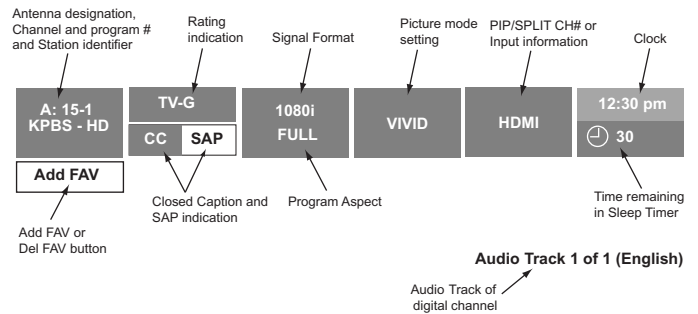 Antenna designation,
Channel and program #
and Station identifier
Rating
indication
Signal Format
Picture mode
setting
PIP/SPLIT CH# or
Input information
Clock
A: 15-1
KPBS - HD
TV-G
CC SAP
1080i
FULL
VIVID
HDMI
12:30 pm
30
Add FAV
Add FAV or
Del FAV button
Closed Caption and
SAP indication
Program Aspect
Time remaining
in Sleep Timer
Audio Track 1 of 1 (English)
Audio Track of
digital channel